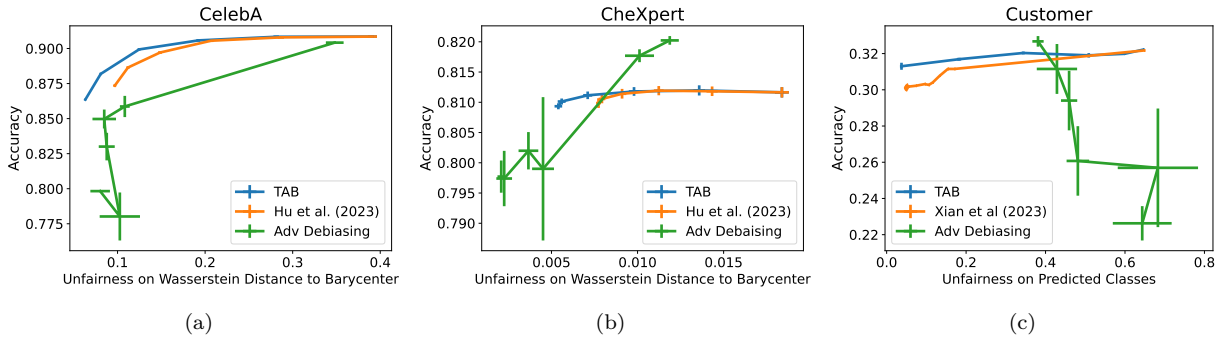 CelebA
0.900
0.875
0.850
0.825
0.800
0.775
Accuracy
0.1
0.2
0.3
0.4
Unfairness on Wasserstein Distance to Barycenter
TAB
Hu et al. (2023)
Adv Debiasing
(a)
CheXpert
0.820
0.815
0.810
0.805
0.800
0.795
0.790
Accuracy
0.005
0.010
0.015
Unfairness on Wasserstein Distance to Barycenter
TAB
Hu et al. (2023)
Adv Debaising
(b)
Customer
0.32
0.30
0.28
0.26
0.24
0.22
Accuracy
0.0
0.2
0.4
0.6
0.8
Unfairness on Predicted Classes
TAB
Xian et al (2023)
Adv Debiasing
(c)